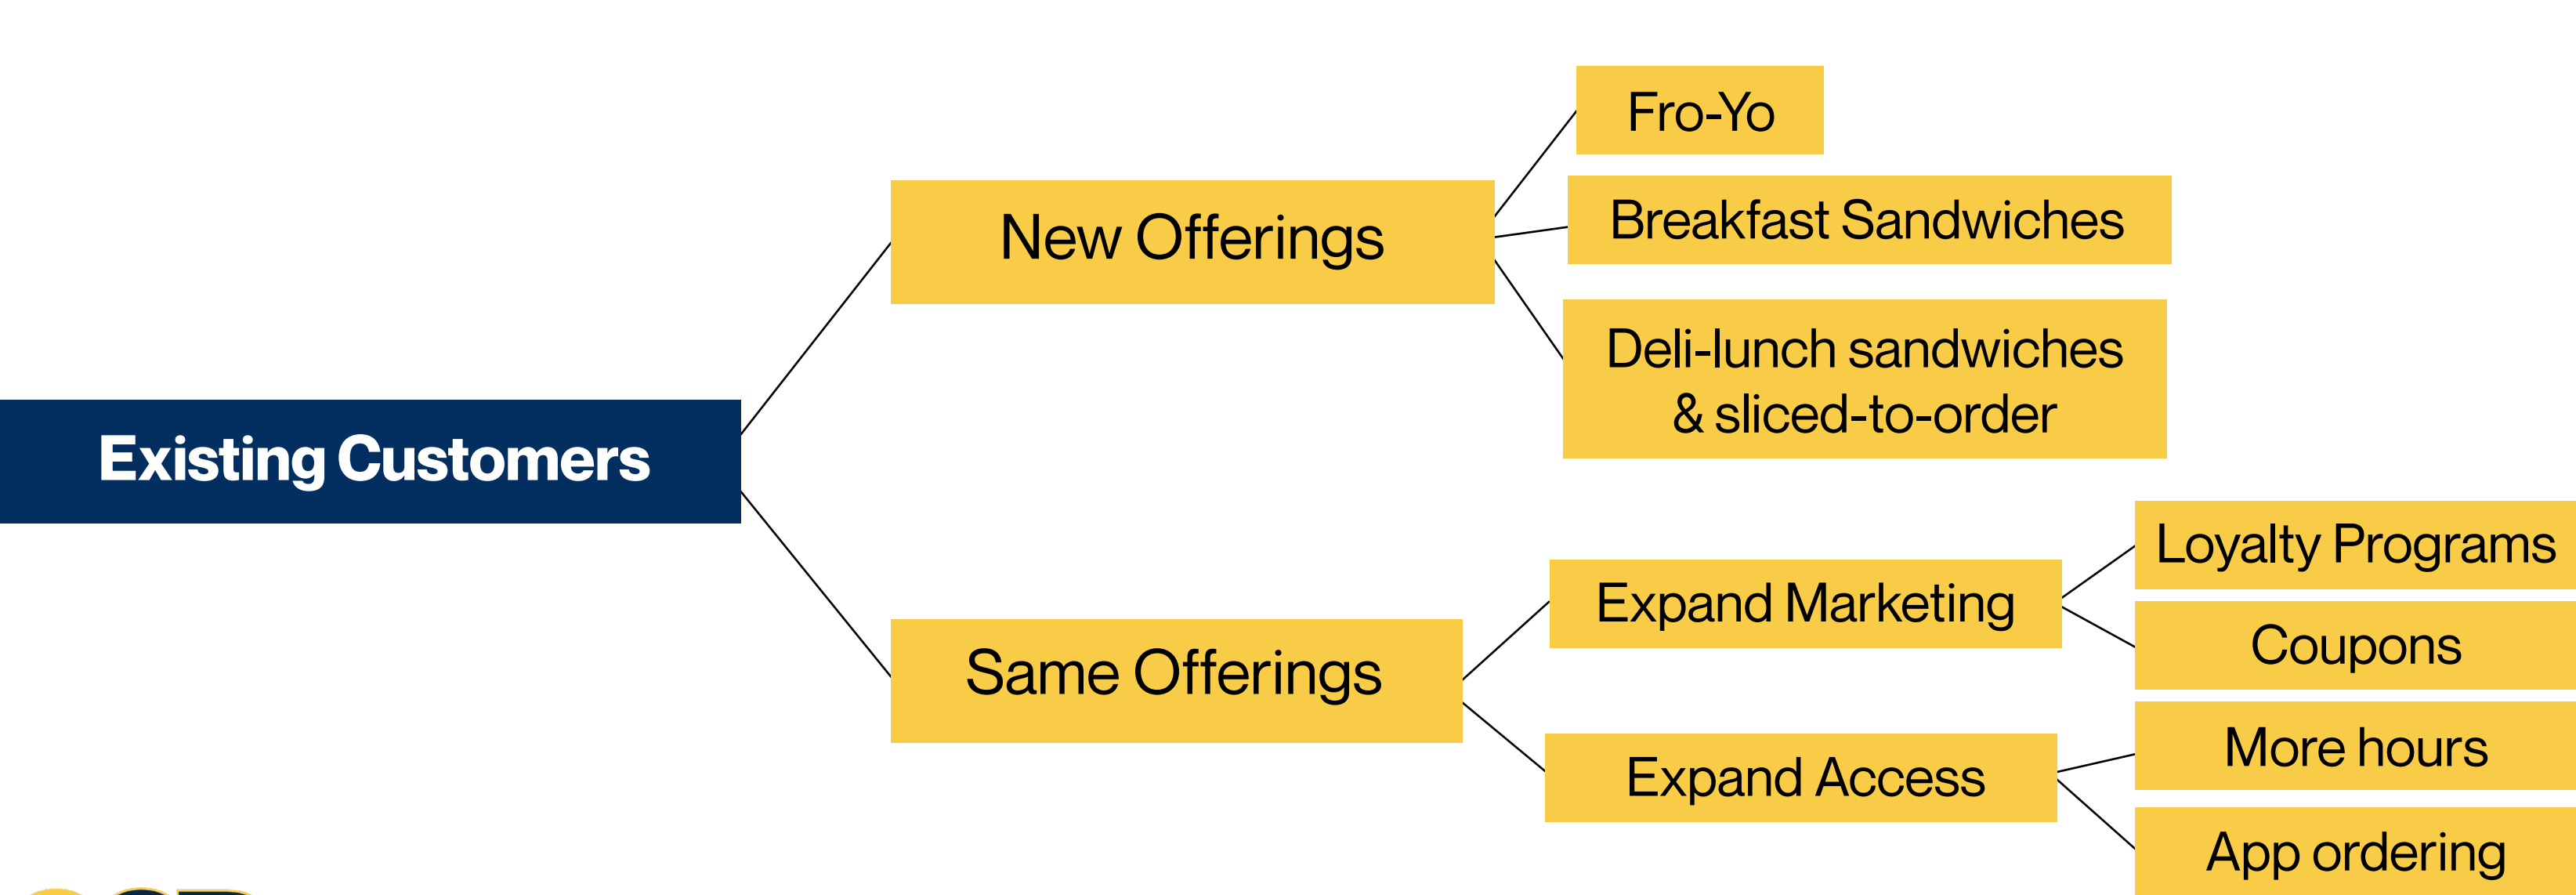 Existing Customers
New Offerings
Fro-Yo
Breakfast Sandwiches
Deli-lunch sandwiches
& sliced-to-order
Same Offerings
Expand Marketing
Loyalty Programs
Coupons
Expand Access
More hours
App ordering